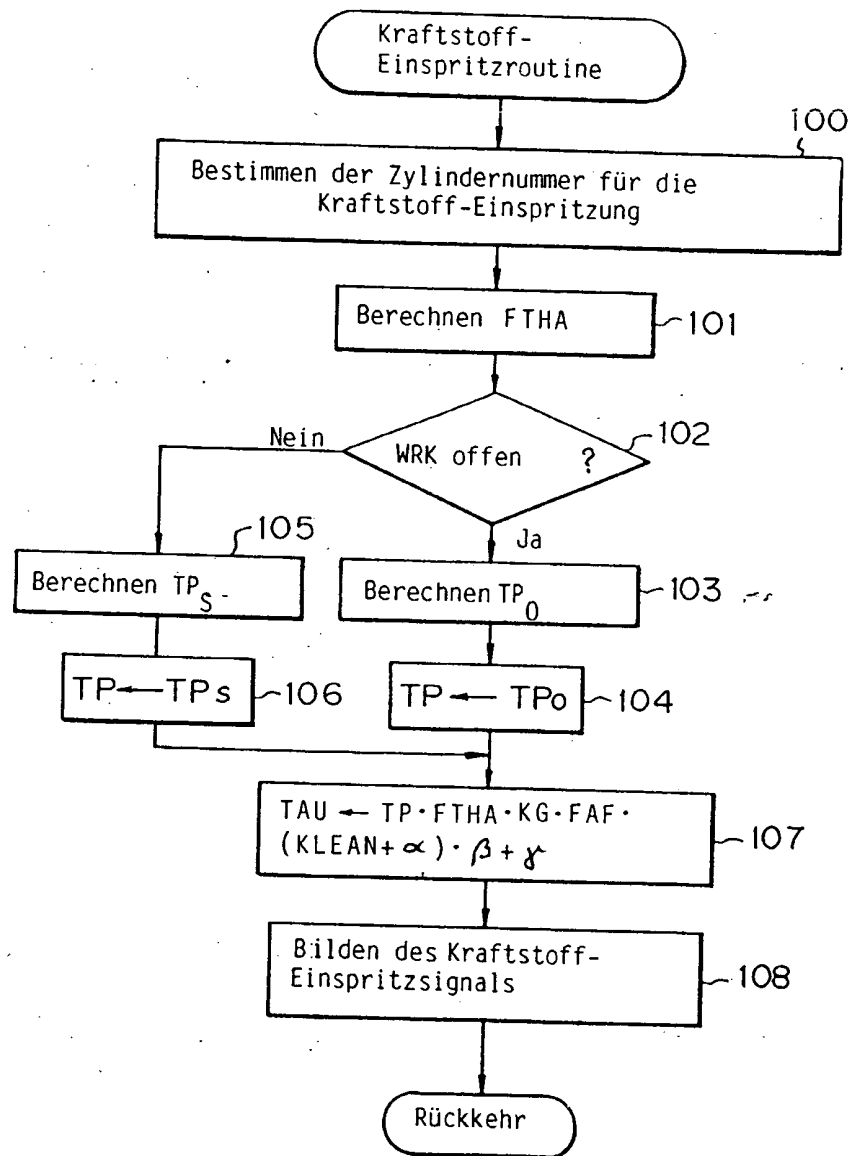 Kraftstoff-
Einspritzroutine
100
Bestimmen der Zylindernummer für die
Kraftstoff-Einspritzung
Berechnen FTHA
101
WRK offen ?
102
Nein
Ja
105
Berechnen TPS
Berechnen TPO
103
TP ← TPs
106
TP ← TPo
104
TAU ← TP·FTHA·KG·FAF·
(KLEAN+α)·β+γ
107
Bilden des Kraftstoff-
Einspritzsignals
108
Rückkehr